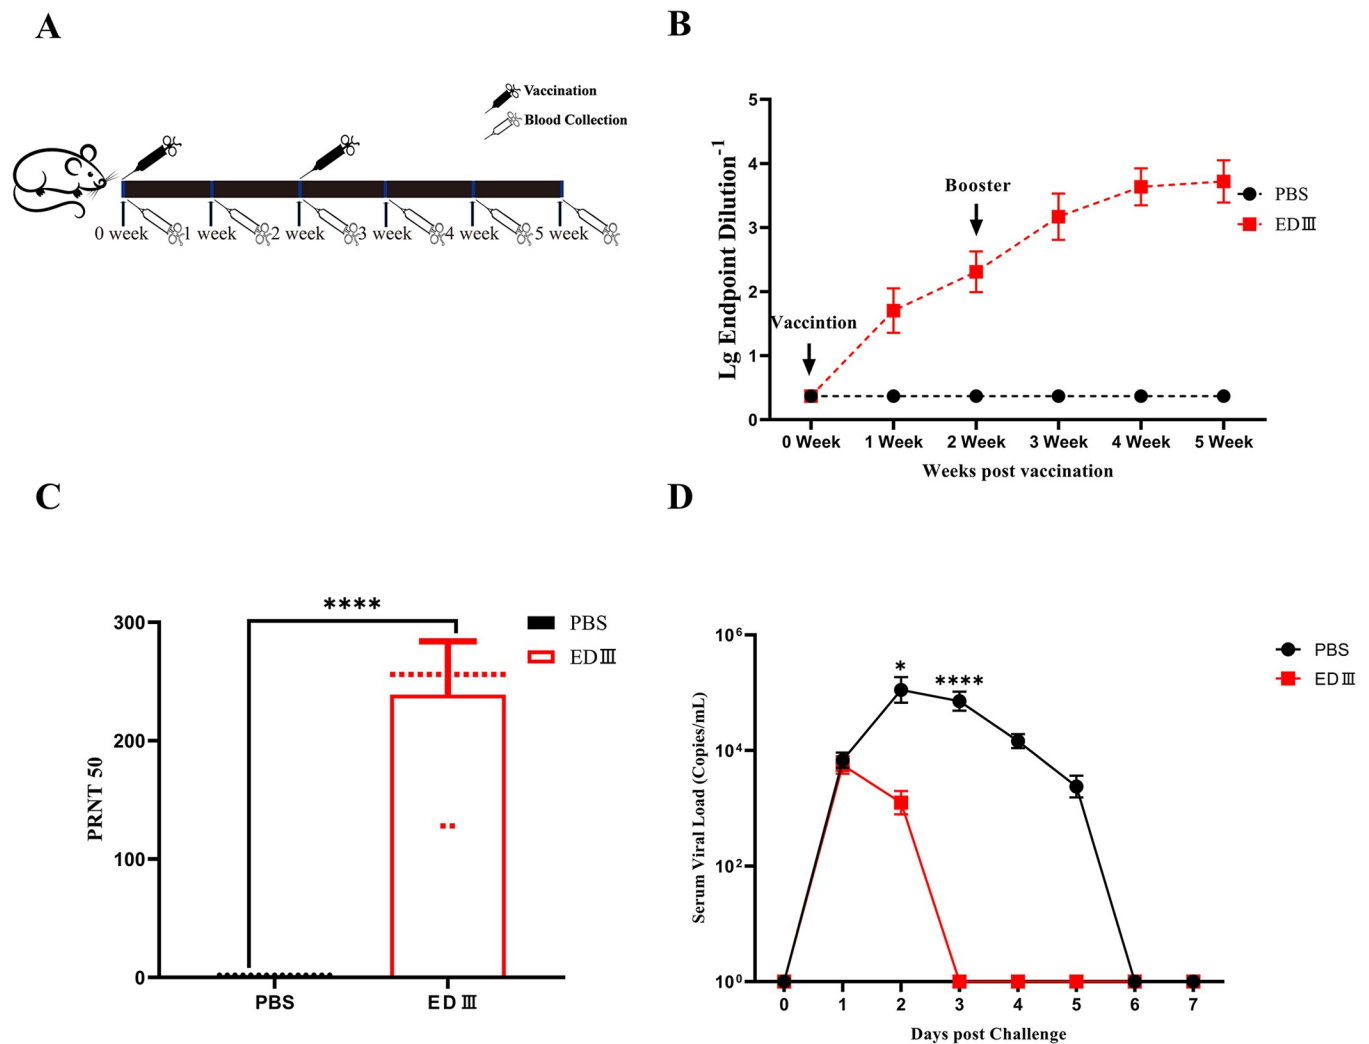 A
Vaccination
Blood Collection
0 week 1 week 2 week 3 week 4 week 5 week
B
5
4
3
2
1
0
Lg Endpoint Dilution-1
Vaccintion
Booster
PBS
EDⅢ
0 Week 1 Week 2 Week 3 Week 4 Week 5 Week
Weeks post vaccination
C
300
200
100
0
PRNT 50
****
PBS
EDⅢ
PBS EDⅢ
D
10⁶
10⁴
10²
10⁰
Serum Viral Load (Copies/mL)
*
****
PBS
EDⅢ
0 1 2 3 4 5 6 7
Days post Challenge